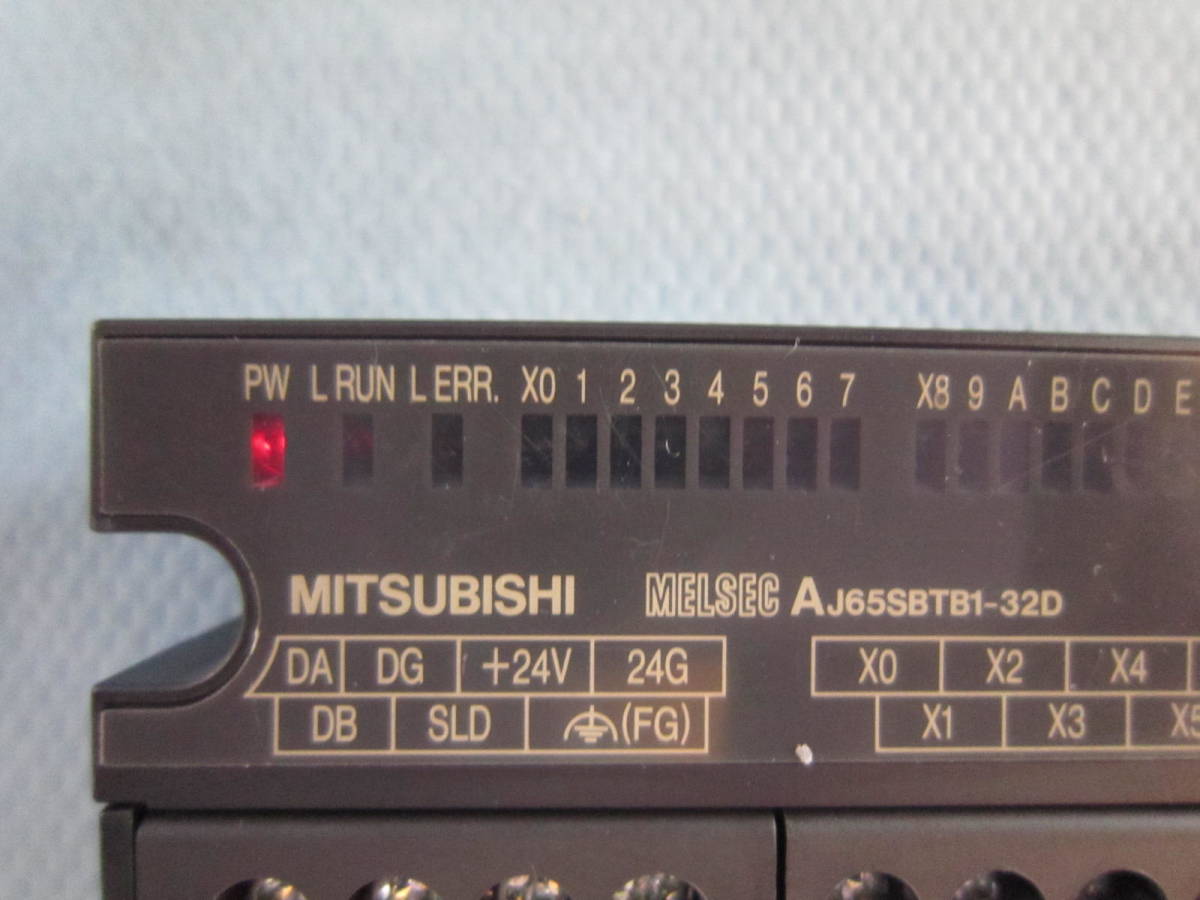 PW L RUN L ERR. X0 1 2 3 4 5 6 7 X8 9 A B C D E
MITSUBISHI MELSEC AJ65SBTB1-32D
DA DG +24V 24G X0 X2 X4
DB SLD (FG) X1 X3 X5